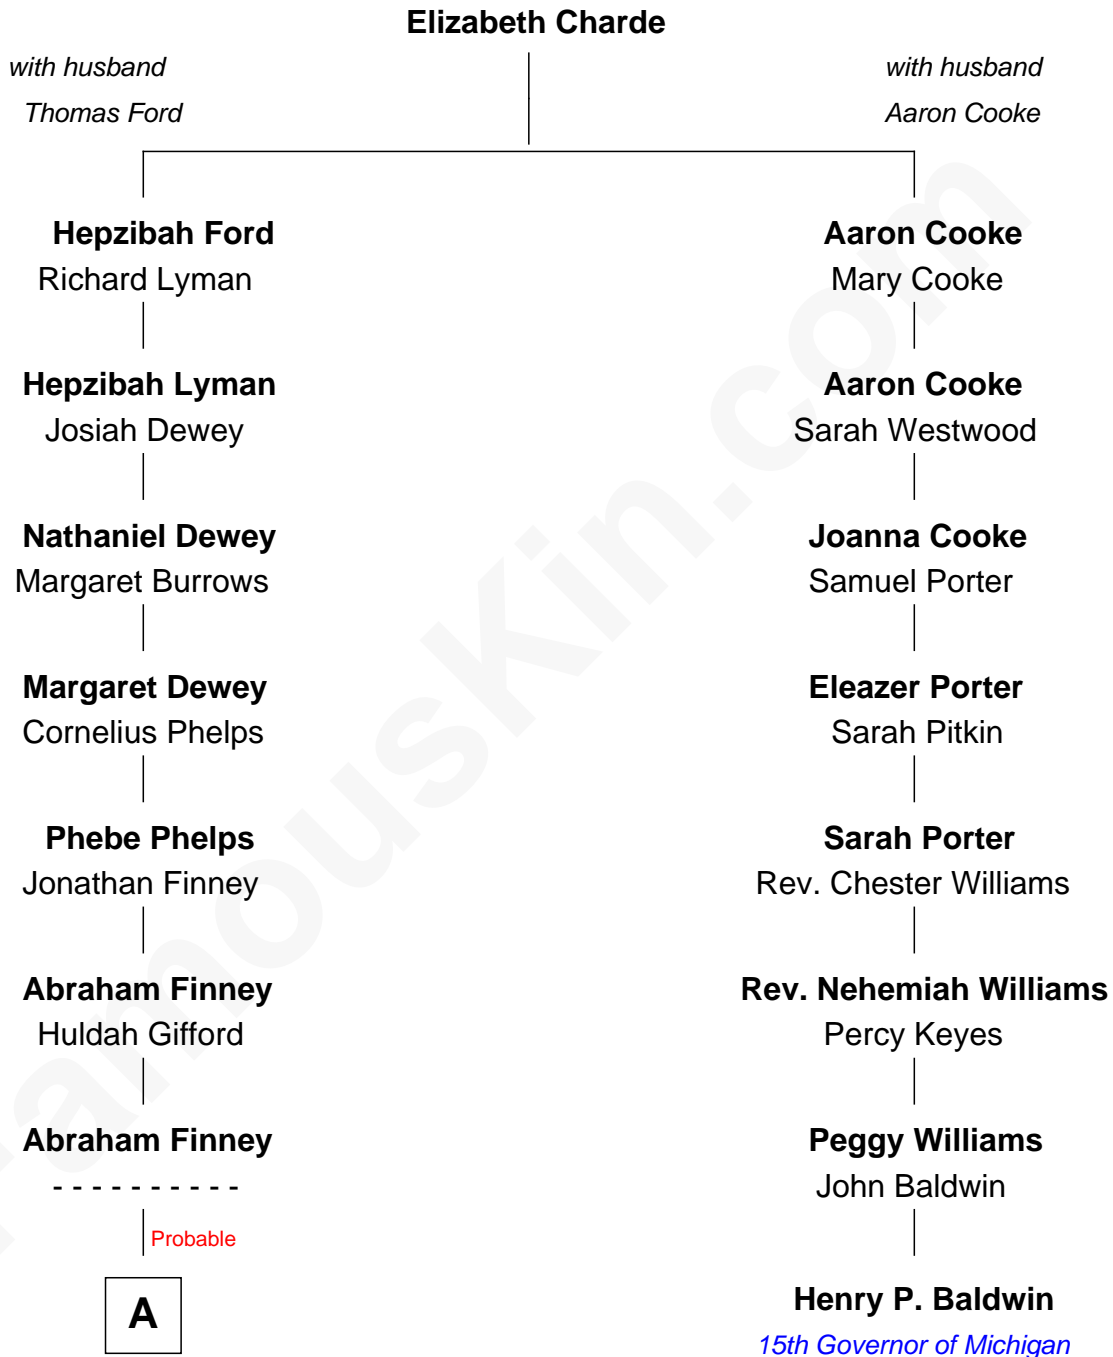 Elizabeth Charde
with husband
Thomas Ford
with husband
Aaron Cooke
Hepzibah Ford
Richard Lyman
Aaron Cooke
Mary Cooke
Hepzibah Lyman
Josiah Dewey
Aaron Cooke
Sarah Westwood
Nathaniel Dewey
Margaret Burrows
Joanna Cooke
Samuel Porter
Margaret Dewey
Cornelius Phelps
Eleazer Porter
Sarah Pitkin
Phebe Phelps
Jonathan Finney
Sarah Porter
Rev. Chester Williams
Abraham Finney
Huldah Gifford
Rev. Nehemiah Williams
Percy Keyes
Abraham Finney
- - - - - - - - - -
Peggy Williams
John Baldwin
Probable
A
Henry P. Baldwin
15th Governor of Michigan
FamousKin.com